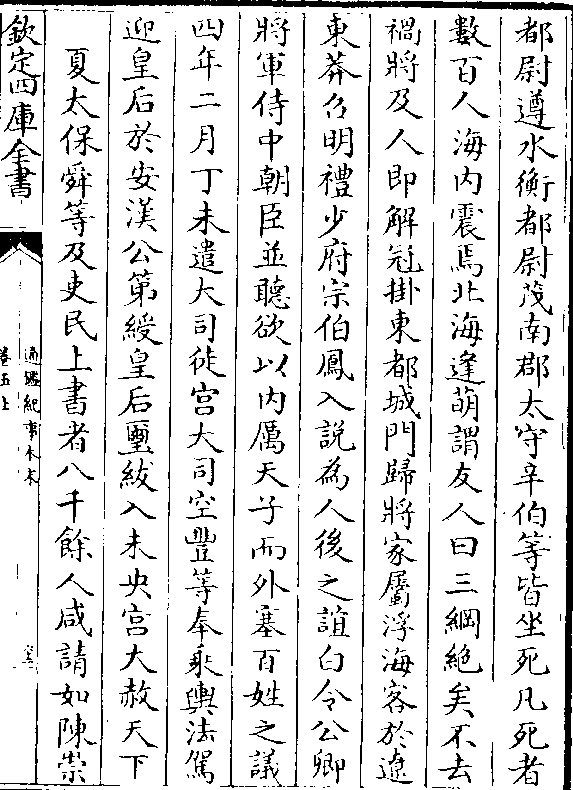 都尉遵水衡都尉茂南郡太守辛伯等皆坐死凡死者
數百人海内震焉北海逢萌謂友人曰三綱絶矣不去
禍將及人即解冠掛東都城門歸將家屬浮海客於遼
東莽召明禮少府宗伯鳳入説為人後之誼白令公卿
將軍侍中朝臣並聽欲以内厲天子而外塞百姓之議
四年二月丁未遣大司徒宫大司空豐等奉乘輿法駕
迎皇后於安漢公第綬皇后璽紱入未央宫大赦天下
夏太保舜等及吏民上書者八千餘人咸請如陳崇
欽定四庫全書
通鑑紀事本末
卷五上